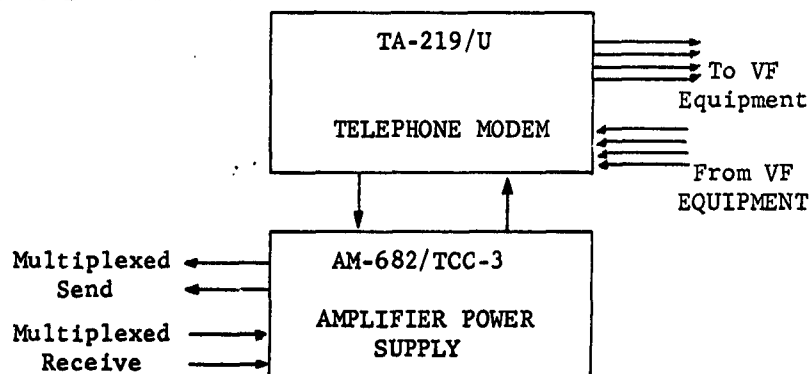 TA-219/U
TELEPHONE MODEM
To VF
Equipment
From VF
EQUIPMENT
AM-682/TCC-3
AMPLIFIER POWER
SUPPLY
Multiplexed
Send
Multiplexed
Receive